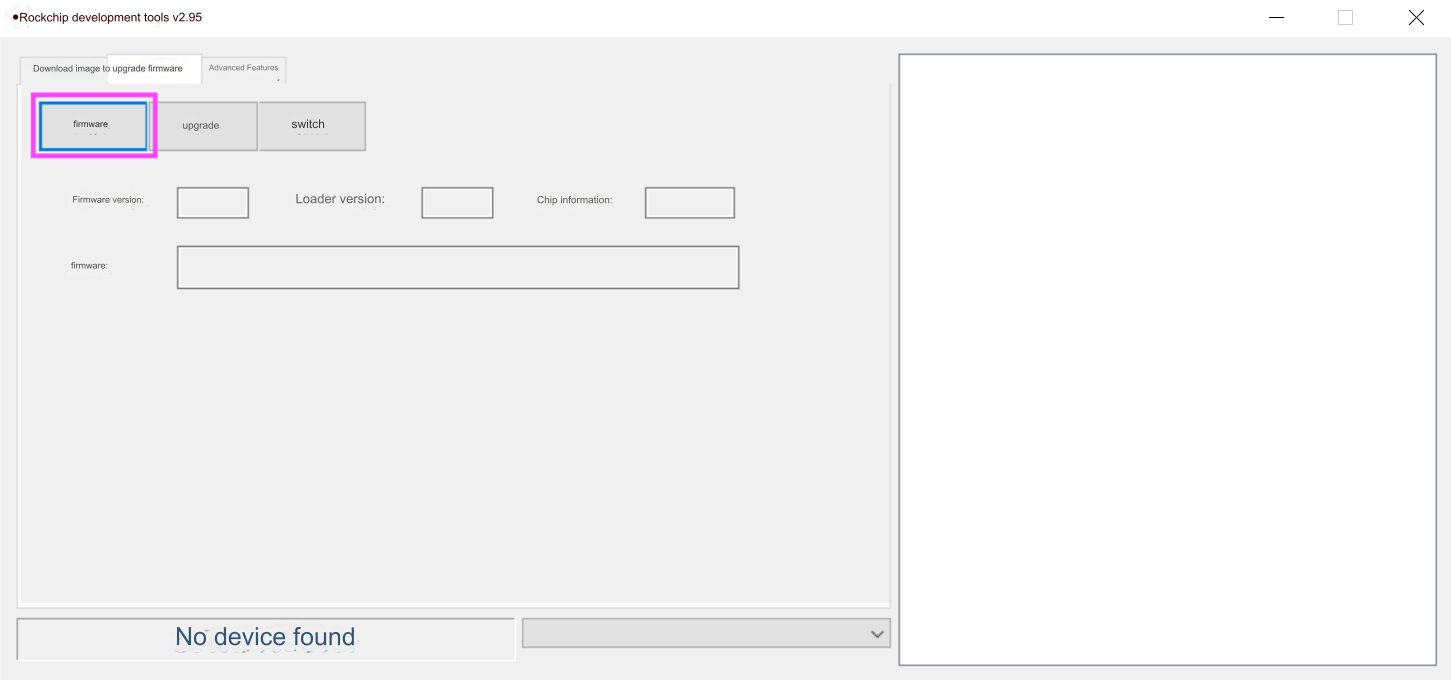 Rockchip development tools v2.95
Download image to upgrade firmware Advanced Features
firmware upgrade switch
Firmware version: Loader version: Chip information:
firmware:
No device found